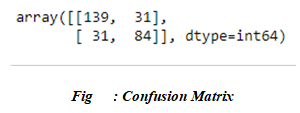 array([[139, 31],
[ 31, 84]], dtype=int64)
Fig : Confusion Matrix